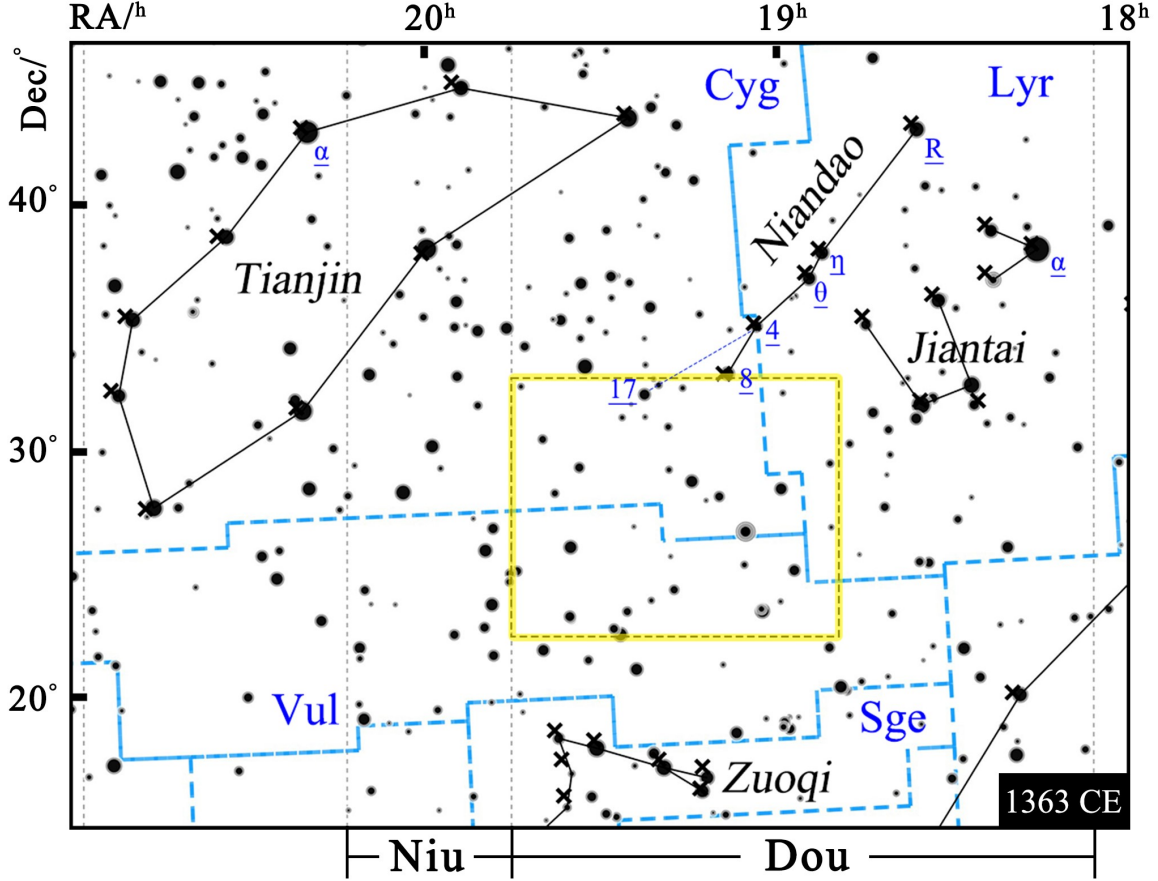 RA/ʰ 20ʰ 19ʰ 18ʰ
Dec/°
40°
30°
20°
Cyg Lyr
α
R
Niandao
η
α
Tianjin
θ
4
Jiantai
17 8
Vul Sge
Zuoqi
1363 CE
Niu Dou